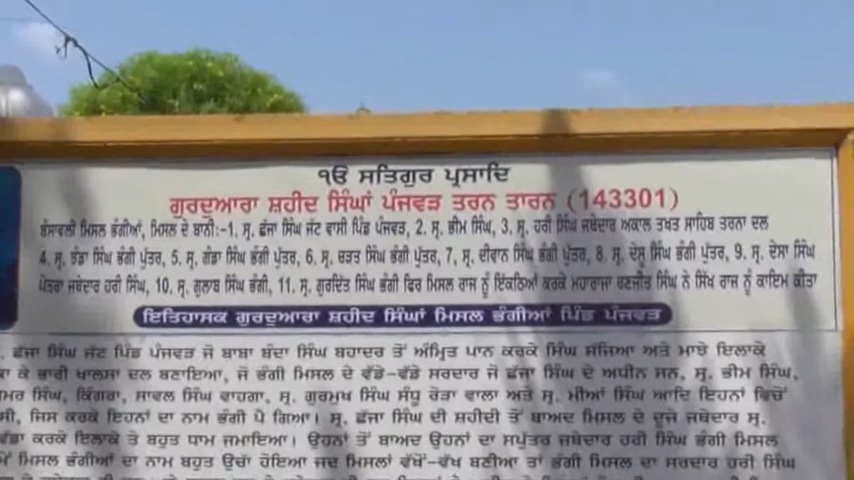 ੴ ਸਤਿਗੁਰ ਪ੍ਰਸਾਦਿ
ਗੁਰਦੁਆਰਾ ਸ਼ਹੀਦ ਸਿੰਘਾਂ ਪੰਜਵੜ ਤਰਨ ਤਾਰਨ (143301)
ਬੰਸਾਵਲੀ ਮਿਸਲ ਭੰਗੀਆਂ, ਮਿਸਲ ਦੇ ਬਾਨੀ:-1. ਸ੍ਰ. ਛੱਜਾ ਸਿੰਘ ਜੱਟ ਵਾਸੀ ਪਿੰਡ ਪੰਜਵੜ, 2. ਸ੍ਰ. ਭੀਮ ਸਿੰਘ, 3. ਸ੍ਰ. ਹਰੀ ਸਿੰਘ ਜਥੇਦਾਰ ਅਕਾਲ ਤਖਤ ਸਾਹਿਬ ਤਰਨਾ ਦਲ
4. ਸ੍ਰ. ਝੰਡਾ ਸਿੰਘ ਭੰਗੀ ਪੁੱਤਰ, 5. ਸ੍ਰ. ਗੰਡਾ ਸਿੰਘ ਭੰਗੀ ਪੁੱਤਰ, 6. ਸ੍ਰ. ਚੜਤ ਸਿੰਘ ਭੰਗੀ ਪੁੱਤਰ, 7, ਸ੍ਰ. ਦੀਵਾਨ ਸਿੰਘ ਭੰਗੀ ਪੁੱਤਰ, 8. ਸ੍ਰ. ਦੇਸੂ ਸਿੰਘ ਭੰਗੀ ਪੁੱਤਰ, 9. ਸ੍ਰ. ਦੇਸਾ ਸਿੰਘ
ਪੋਤਰਾ ਜਥੇਦਾਰ ਹਰੀ ਸਿੰਘ, 10. ਸ੍ਰ. ਗੁਲਾਬ ਸਿੰਘ ਭੰਗੀ, 11. ਸ੍ਰ. ਗੁਰਦਿੱਤ ਸਿੰਘ ਭੰਗੀ ਫਿਰ ਮਿਸਲ ਰਾਜ ਨੂੰ ਇਕੱਠਿਆਂ ਕਰਕੇ ਮਹਾਰਾਜਾ ਰਣਜੀਤ ਸਿੰਘ ਨੇ ਸਿੱਖ ਰਾਜ ਨੂੰ ਕਾਇਮ ਕੀਤਾ
ਇਤਿਹਾਸਕ ਗੁਰਦੁਆਰਾ ਸ਼ਹੀਦ ਸਿੰਘਾਂ ਮਿਸਲ ਭੰਗੀਆਂ ਪਿੰਡ ਪੰਜਵੜ
ਸ੍ਰ. ਛੱਜਾ ਸਿੰਘ ਜੱਟ ਪਿੰਡ ਪੰਜਵੜ ਜੋ ਬਾਬਾ ਬੰਦਾ ਸਿੰਘ ਬਹਾਦਰ ਤੋਂ ਅੰਮ੍ਰਿਤ ਪਾਨ ਕਰਕੇ ਸਿੰਘ ਸੱਜਿਆ ਅਤੇ ਮਾਝੇ ਇਲਾਕੇ
ਕੇ ਭਾਰੀ ਖਾਲਸਾ ਦਲ ਬਣਾਇਆ, ਜੋ ਭੰਗੀ ਮਿਸਲ ਦੇ ਵੱਡੇ-ਵੱਡੇ ਸਰਦਾਰ ਜੋ ਛੱਜਾ ਸਿੰਘ ਦੇ ਅਧੀਨ ਸਨ, ਸ੍ਰ. ਭੀਮ ਸਿੰਘ,
ਸਿੰਘ, ਕਿੰਗਰਾ, ਸਾਵਲ ਸਿੰਘ ਵਾਹਗਾ, ਸ੍ਰ. ਗੁਰਮੁਖ ਸਿੰਘ ਸੰਧੂ ਰੋੜਾ ਵਾਲਾ ਅਤੇ ਸ੍ਰ. ਮੀਆਂ ਸਿੰਘ ਆਦਿ ਇਹਨਾਂ ਵਿਚੋਂ
ਸੀ, ਜਿਸ ਕਰਕੇ ਇਹਨਾਂ ਦਾ ਨਾਮ ਭੰਗੀ ਪੈ ਗਿਆ। ਸ੍ਰ. ਛੱਜਾ ਸਿੰਘ ਦੀ ਸ਼ਹੀਦੀ ਤੋਂ ਬਾਅਦ ਮਿਸਲ ਦੇ ਦੂਜੇ ਜਥੇਦਾਰ ਸ੍ਰ.
ਕਰਕੇ ਇਲਾਕੇ ਤੇ ਬਹੁਤ ਧਾਮ ਜਮਾਇਆ। ਉਹਨਾਂ ਤੋਂ ਬਾਅਦ ਉਹਨਾਂ ਦਾ ਸਪੁੱਤਰ ਜਥੇਦਾਰ ਹਰੀ ਸਿੰਘ ਭੰਗੀ ਮਿਸਲ
ਮਿਸਲ ਭੰਗੀਆਂ ਦਾ ਨਾਮ ਬਹੁਤ ਉਚਾ ਹੋਇਆ ਜਦ ਮਿਸਲਾਂ ਵੱਖੋਂ-ਵੱਖ ਬਣੀਆ ਤਾਂ ਭੰਗੀ ਮਿਸਲ ਦਾ ਸਰਦਾਰ ਹਰੀ ਸਿੰਘ